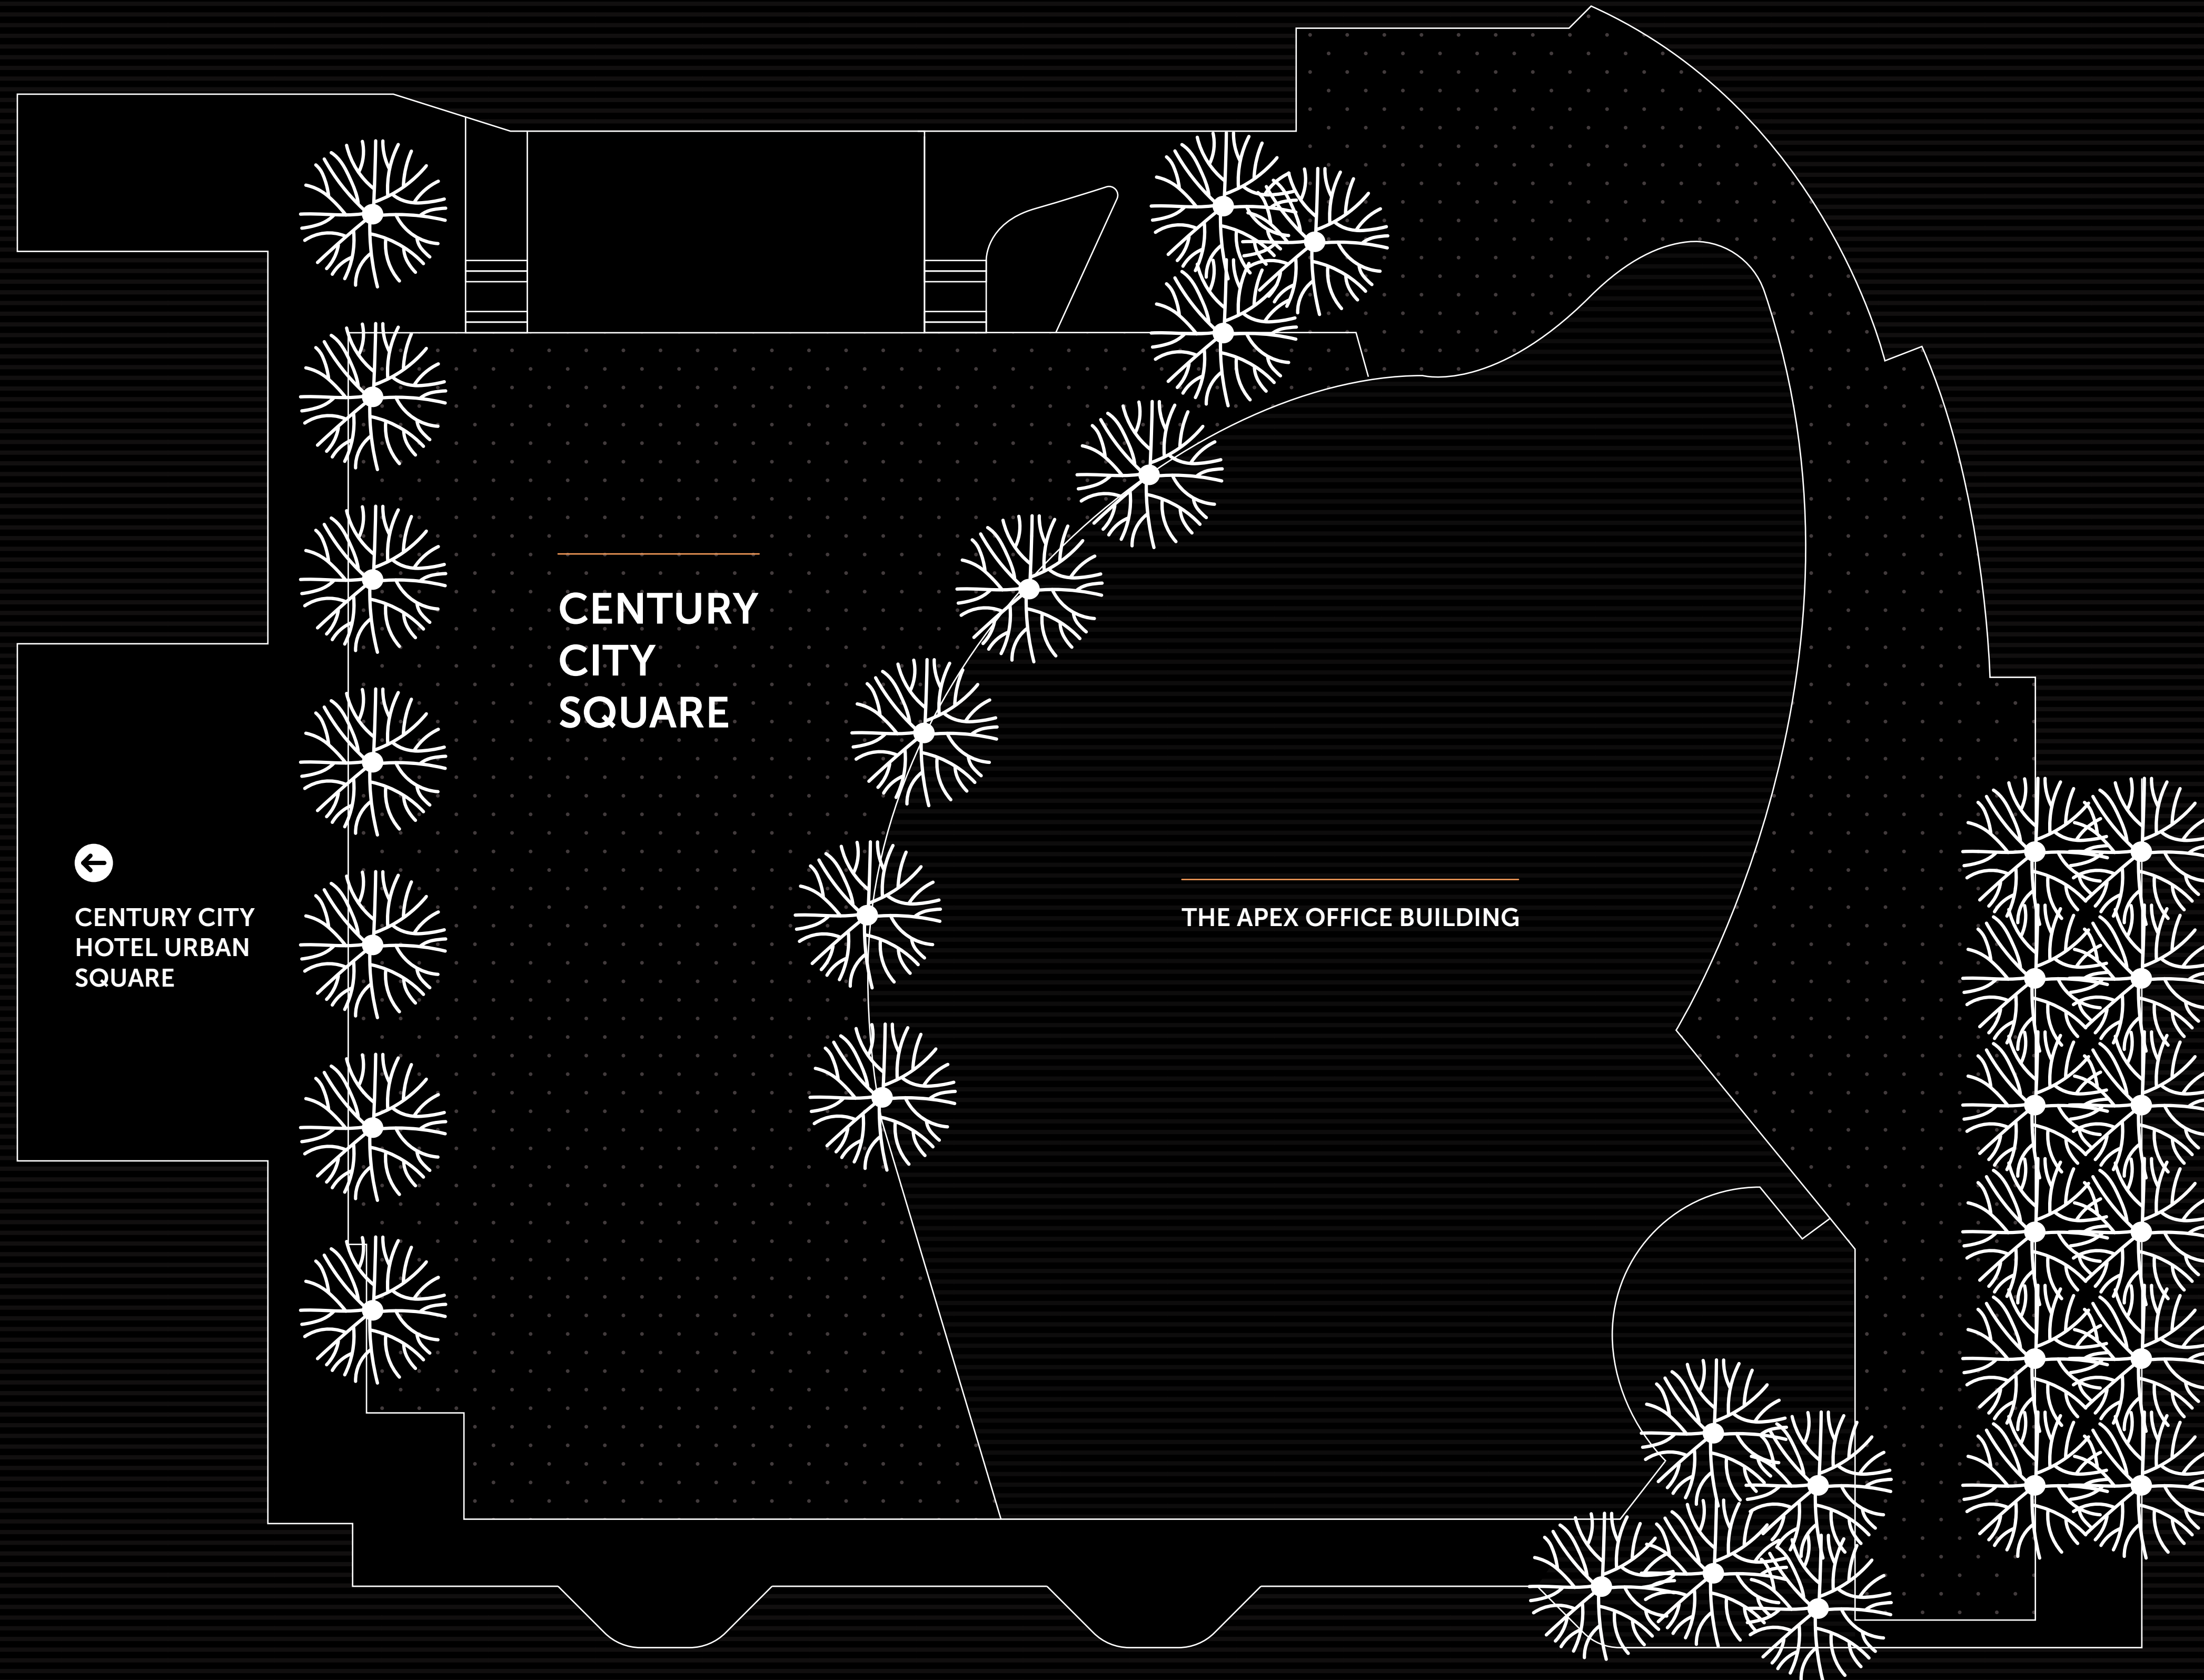 CENTURY
CITY
SQUARE
CENTURY CITY
HOTEL URBAN
SQUARE
THE APEX OFFICE BUILDING